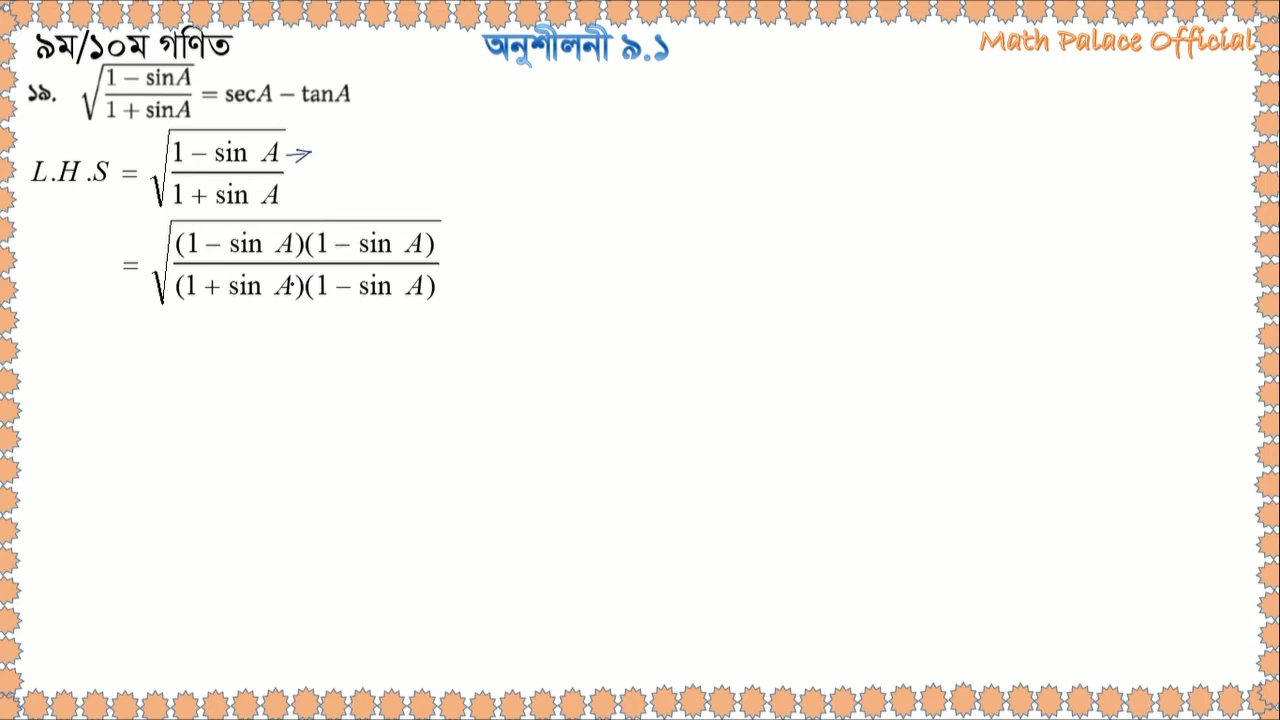 ৯ম/১০ম গণিত
অনুশীলনী ৯.১
Math Palace Official
১৯. √((1 − sinA)/(1 + sinA)) = secA − tanA
L.H.S = √((1 − sin A)/(1 + sin A)) →
= √(((1 − sin A)(1 − sin A))/((1 + sin A)(1 − sin A)))